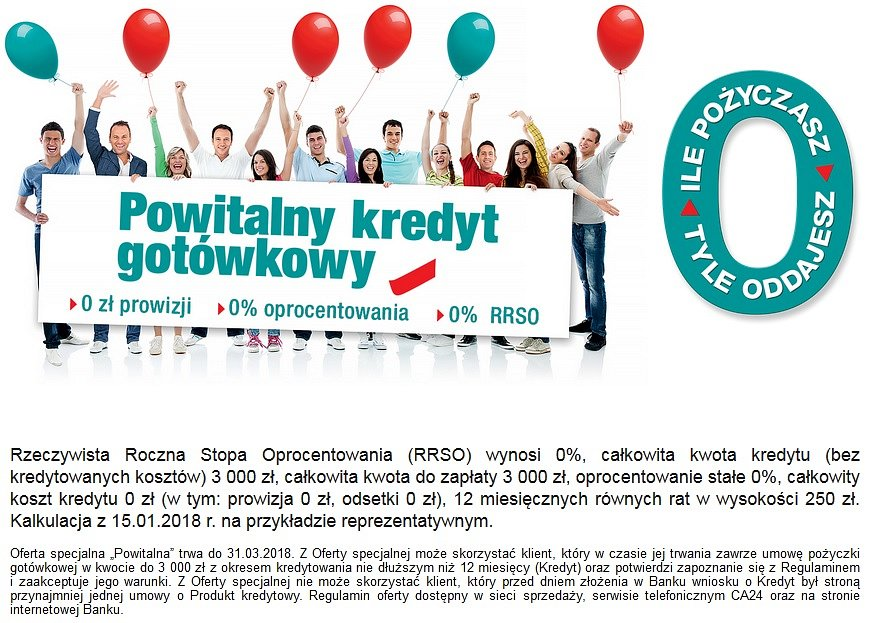 Powitalny kredyt
gotówkowy
0 zł prowizji
0% oprocentowania
0% RRSO
ILE POŻYCZASZ
TYLE ODDAJESZ
Rzeczywista Roczna Stopa Oprocentowania (RRSO) wynosi 0%, całkowita kwota kredytu (bez
kredytowanych kosztów) 3 000 zł, całkowita kwota do zapłaty 3 000 zł, oprocentowanie stałe 0%, całkowity
koszt kredytu 0 zł (w tym: prowizja 0 zł, odsetki 0 zł), 12 miesięcznych równych rat w wysokości 250 zł.
Kalkulacja z 15.01.2018 r. na przykładzie reprezentatywnym.
Oferta specjalna „Powitalna” trwa do 31.03.2018. Z Oferty specjalnej może skorzystać klient, który w czasie jej trwania zawrze umowę pożyczki
gotówkowej w kwocie do 3 000 zł z okresem kredytowania nie dłuższym niż 12 miesięcy (Kredyt) oraz potwierdzi zapoznanie się z Regulaminem
i zaakceptuje jego warunki. Z Oferty specjalnej nie może skorzystać klient, który przed dniem złożenia w Banku wniosku o Kredyt był stroną
przynajmniej jednej umowy o Produkt kredytowy. Regulamin oferty dostępny w sieci sprzedaży, serwisie telefonicznym CA24 oraz na stronie
internetowej Banku.